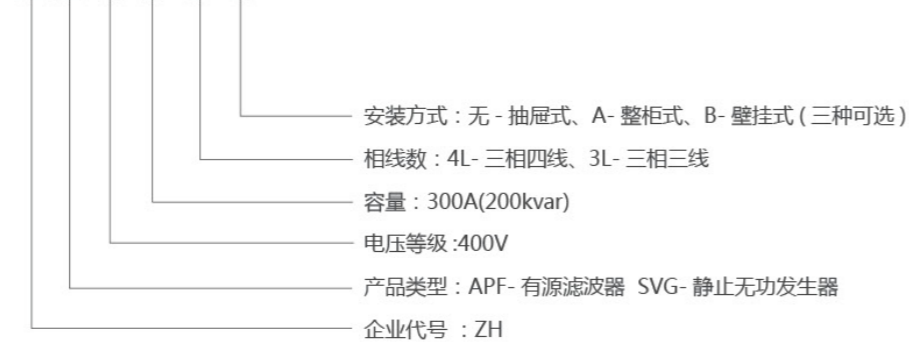 安装方式：无 - 抽屉式、A- 整柜式、B- 壁挂式 ( 三种可选 )
相线数：4L- 三相四线、3L- 三相三线
容量：300A(200kvar)
电压等级 :400V
产品类型：APF- 有源滤波器 SVG- 静止无功发生器
企业代号 ：ZH